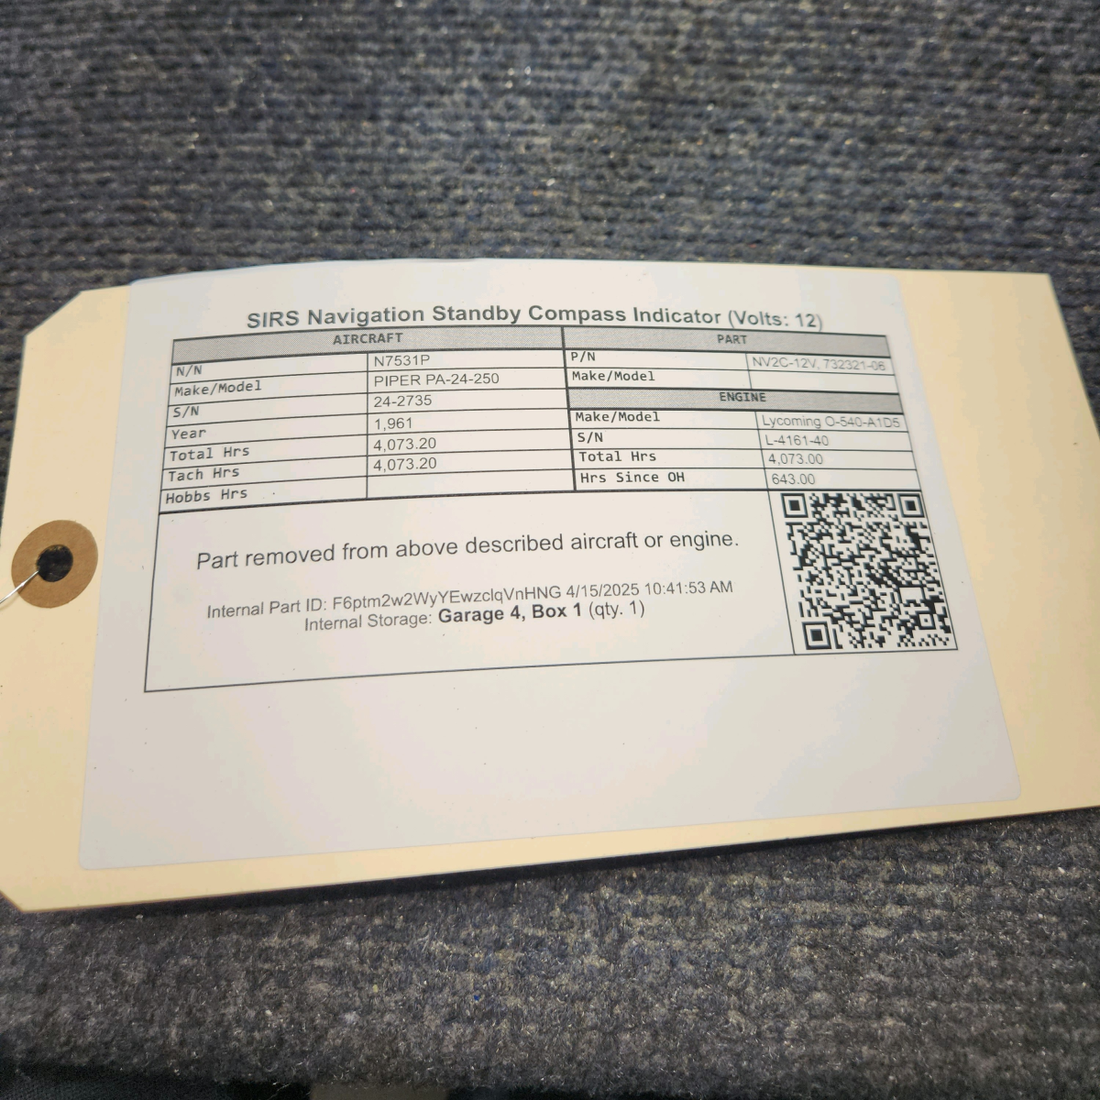 SIRS Navigation Standby Compass Indicator (Volts: 12)
AIRCRAFT
N/N N7531P
Make/Model PIPER PA-24-250
S/N 24-2735
Year 1,961
Total Hrs 4,073.20
Tach Hrs 4,073.20
Hobbs Hrs
PART
P/N NV2C-12V, 732321-06
Make/Model
ENGINE
Make/Model Lycoming O-540-A1D5
S/N L-4161-40
Total Hrs 4,073.00
Hrs Since OH 643.00
Part removed from above described aircraft or engine.
Internal Part ID: F6ptm2w2WyYEwzclqVnHNG 4/15/2025 10:41:53 AM
Internal Storage: Garage 4, Box 1 (qty. 1)